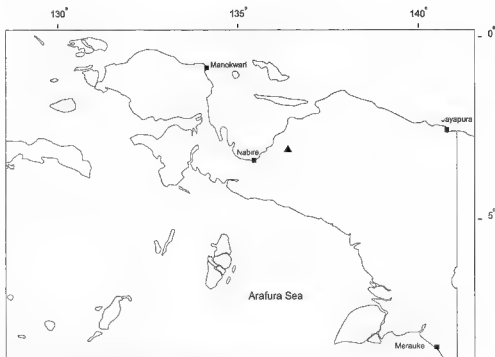 130° 135° 140°
0°
Manokwari
Jayapura
Nabire
5°
Arafura Sea
Merauke